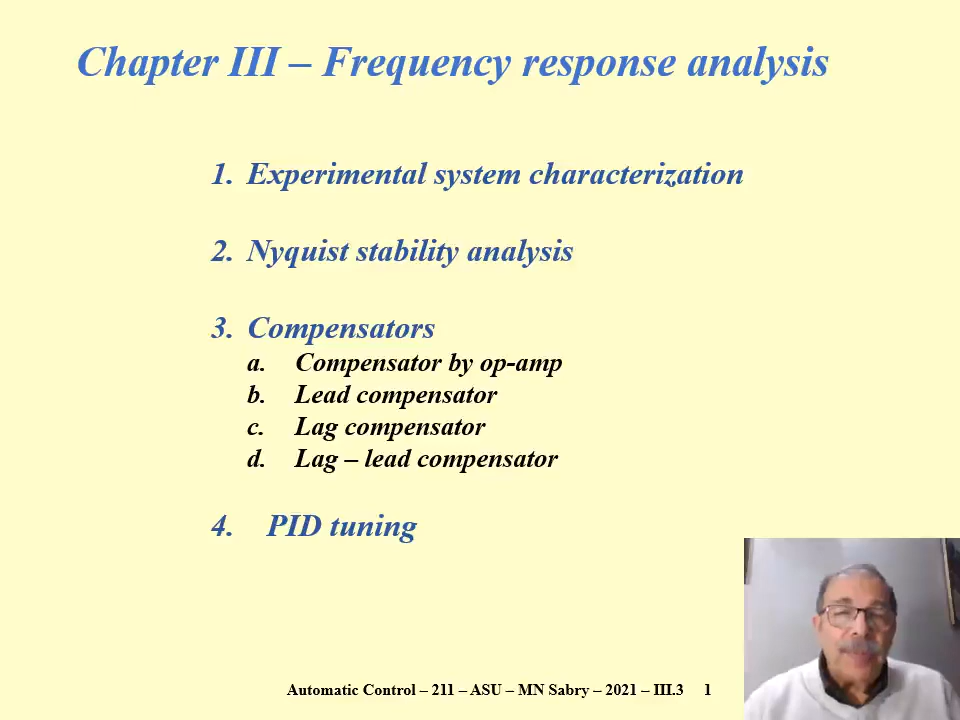 Chapter III – Frequency response analysis
1. Experimental system characterization
2. Nyquist stability analysis
3. Compensators
a. Compensator by op-amp
b. Lead compensator
c. Lag compensator
d. Lag – lead compensator
4. PID tuning
Automatic Control – 211 – ASU – MN Sabry – 2021 – III.3 1